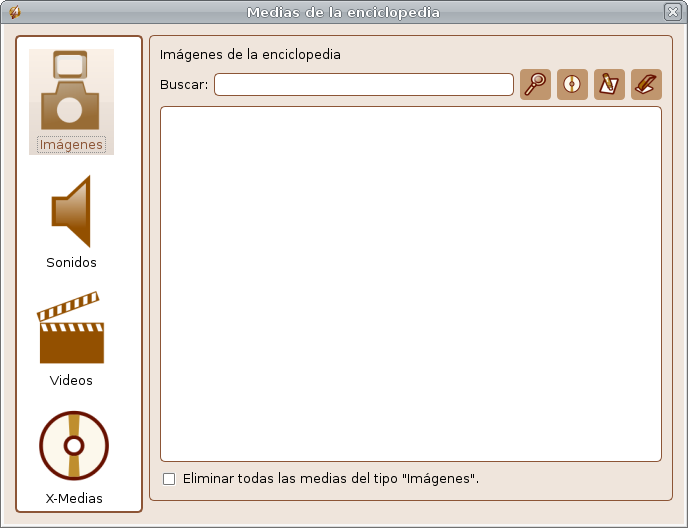 Medias de la enciclopedia
Imágenes
Sonidos
Videos
X-Medias
Imágenes de la enciclopedia
Buscar:
Eliminar todas las medias del tipo "Imágenes".